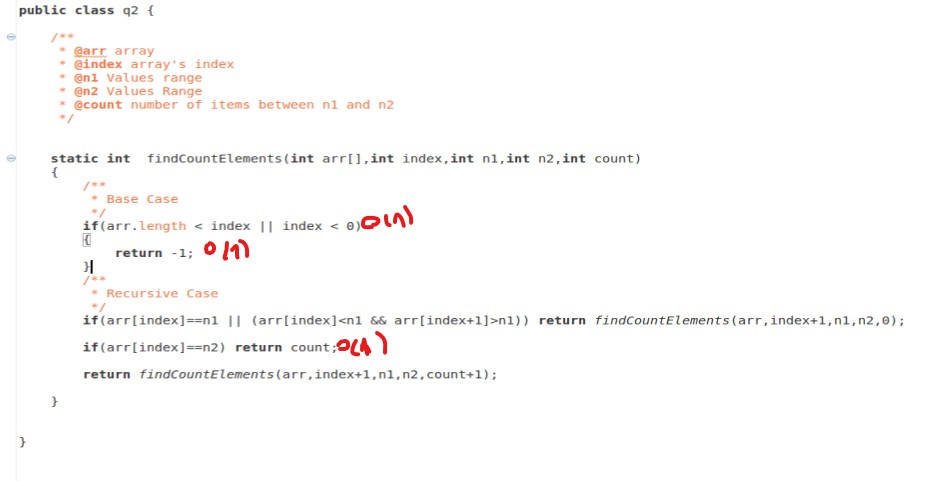 public class q2 {
/**
* @arr array
* @index array's index
* @n1 Values range
* @n2 Values Range
* @count number of items between n1 and n2
*/
static int  findCountElements(int arr[],int index,int n1,int n2,int count)
{
/**
* Base Case
*/
if(arr.length < index || index < 0) O(1)
{
return -1; O(1)
}
/**
* Recursive Case
*/
if(arr[index]==n1 || (arr[index]<n1 && arr[index+1]>n1)) return findCountElements(arr,index+1,n1,n2,0);
if(arr[index]==n2) return count; O(1)
return findCountElements(arr,index+1,n1,n2,count+1);
}
}